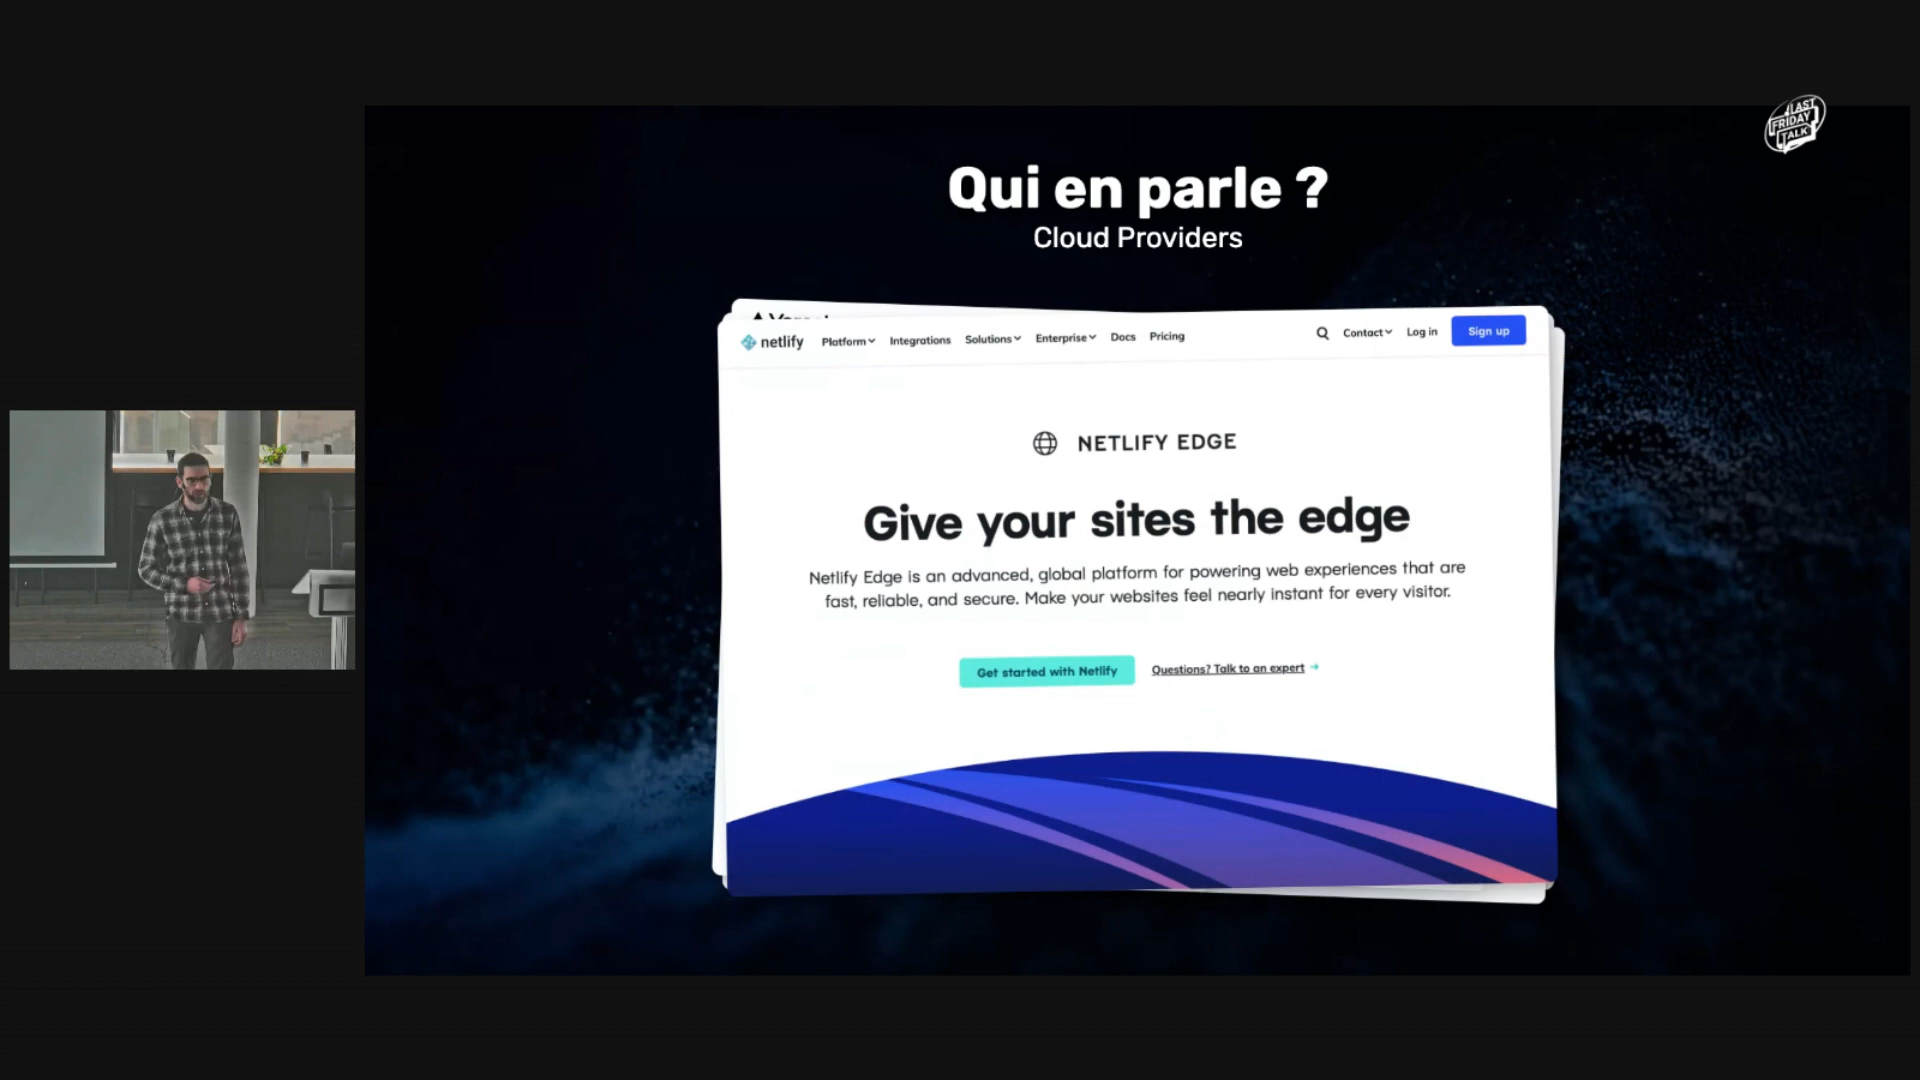 LAST
FRIDAY
TALK
Qui en parle ?
Cloud Providers
netlify Platform Integrations Solutions Enterprise Docs Pricing Contact Log in Sign up
NETLIFY EDGE
Give your sites the edge
Netlify Edge is an advanced, global platform for powering web experiences that are
fast, reliable, and secure. Make your websites feel nearly instant for every visitor.
Get started with Netlify Questions? Talk to an expert →